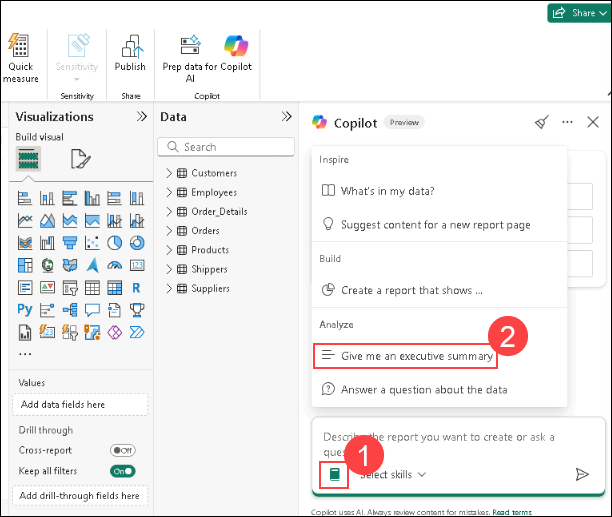 Share
Quick
measure
Sensitivity
Publish
Prep data for
AI
Copilot
Sensitivity
Share
Copilot
Visualizations
Build visual
R
Py
123
...
Values
Add data fields here
Drill through
Cross-report
Off
Keep all filters
On
Add drill-through fields here
Data
Search
Customers
Employees
Order_Details
Orders
Products
Shippers
Suppliers
Copilot
Preview
...
Inspire
What's in my data?
Suggest content for a new report page
Build
Create a report that shows ...
Analyze
2
Give me an executive summary
Answer a question about the data
Describe the report you want to create or ask a
1
Select skills
Copilot uses AI. Always review content for mistakes. Read terms